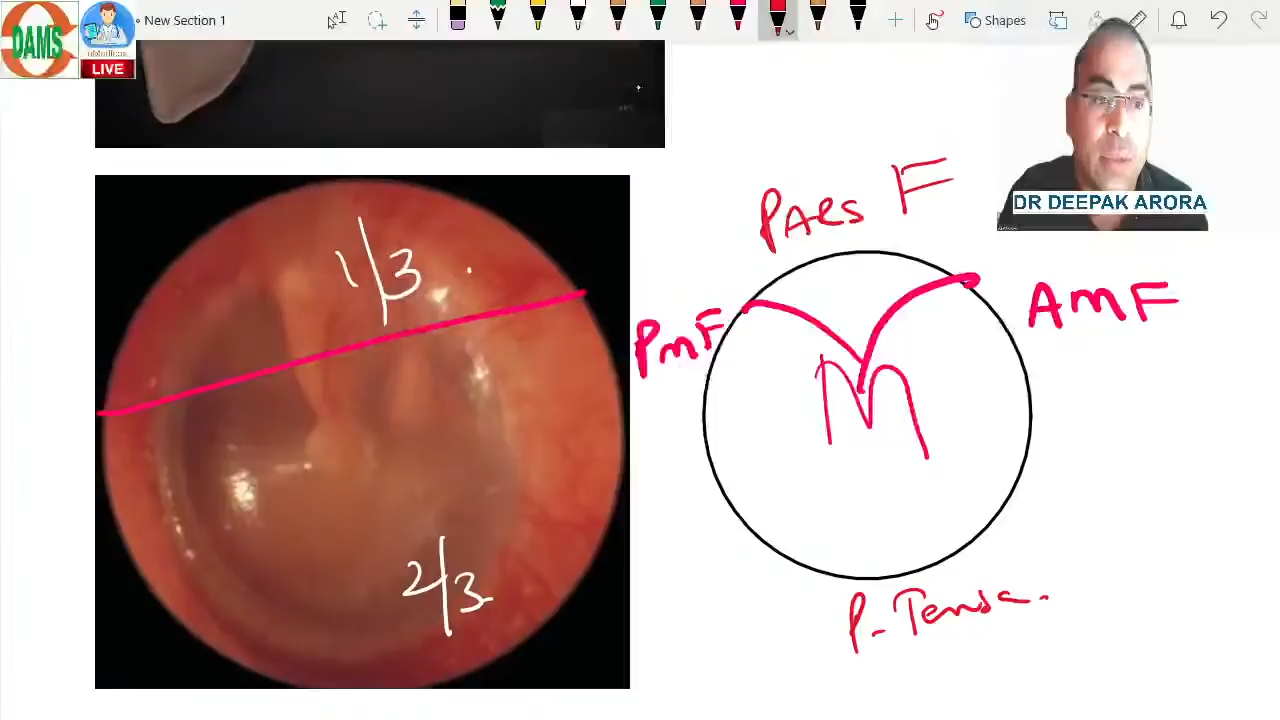 DAMS
LIVE
New Section 1
Shapes
DR DEEPAK ARORA
1/3
2/3
PARS F
PMF
AMF
M
P. Tensa.